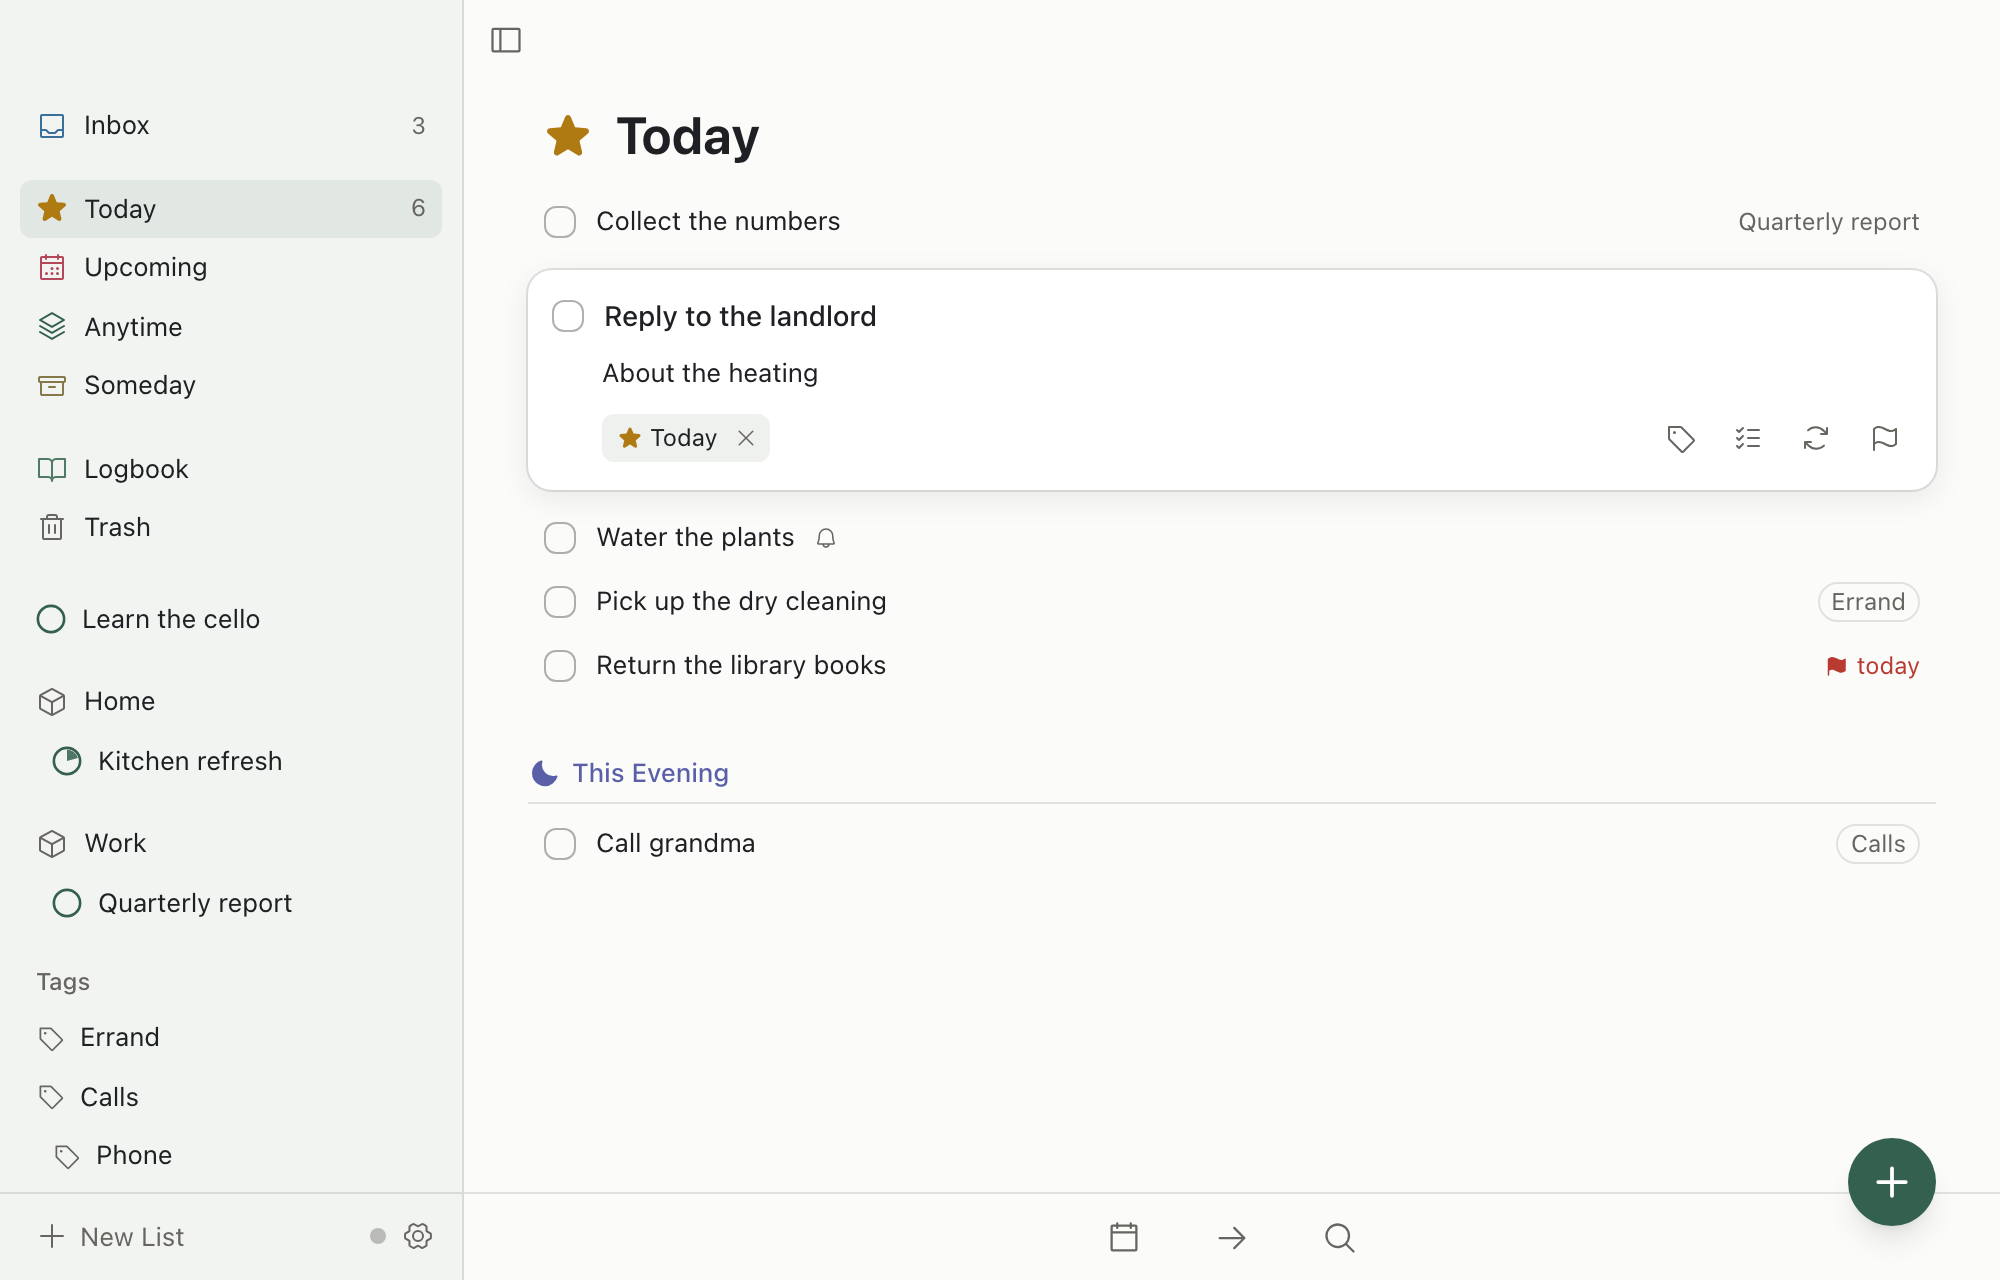 Inbox 3
Today 6
Upcoming
Anytime
Someday
Logbook
Trash
Learn the cello
Home
Kitchen refresh
Work
Quarterly report
Tags
Errand
Calls
Phone
New List
Today
Collect the numbers Quarterly report
Reply to the landlord
About the heating
Today
Water the plants
Pick up the dry cleaning Errand
Return the library books today
This Evening
Call grandma Calls